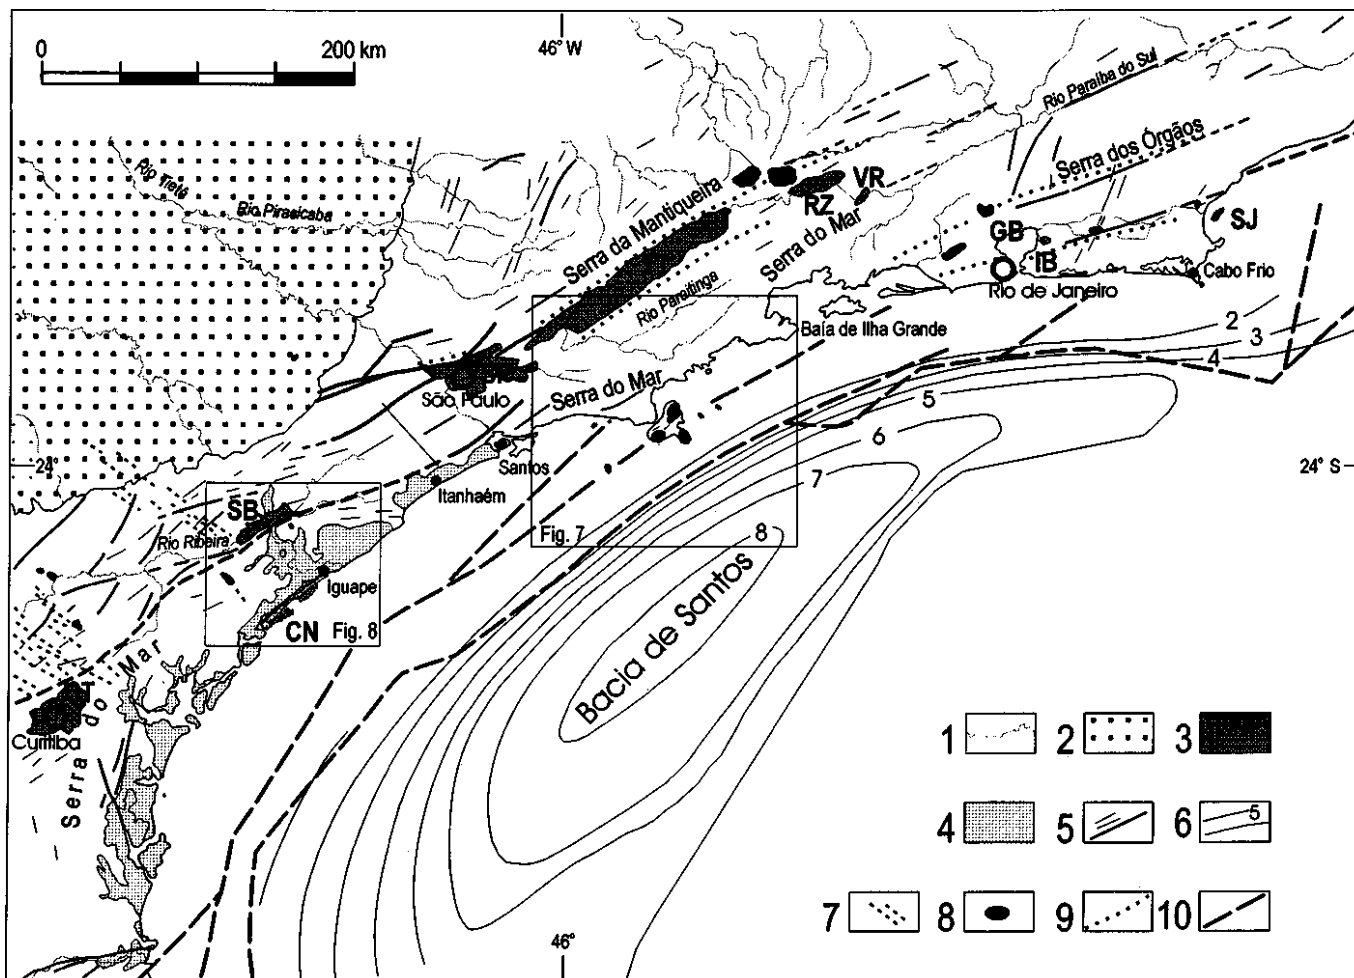 0
200 km
46° W
Rio Paraíba do Sul
Serra dos Órgãos
Rio Tietê
Rio Piracicaba
Serra da Mantiqueira
VR
RZ
Serra do Mar
GB
SJ
IB
Cabo Frio
Rio de Janeiro
Rio Paraitinga
Baía de Ilha Grande
2
3
4
5
6
7
8
São Paulo
Serra do Mar
24°
24° S
Santos
Itanhaém
SB
Rio Ribeira
Fig. 7
Iguape
CN
Fig. 8
Bacia de Santos
T
Curitiba
Serra do Mar
1
2
3
4
5
6
5
7
8
9
10
46°